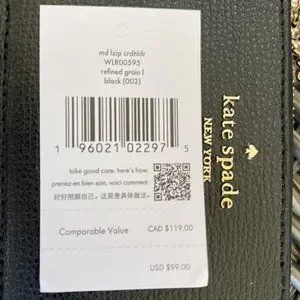 md lzip crdhldr
WLR00595
refined grain l
black (002)
1 96021 02297 5
take good care. here's how.
prenez-en bien soin. voici comment.
好好照顾自己，这里是具体做法，
Comparable Value CAD $119.00
USD $99.00
kate spade
NEW YORK